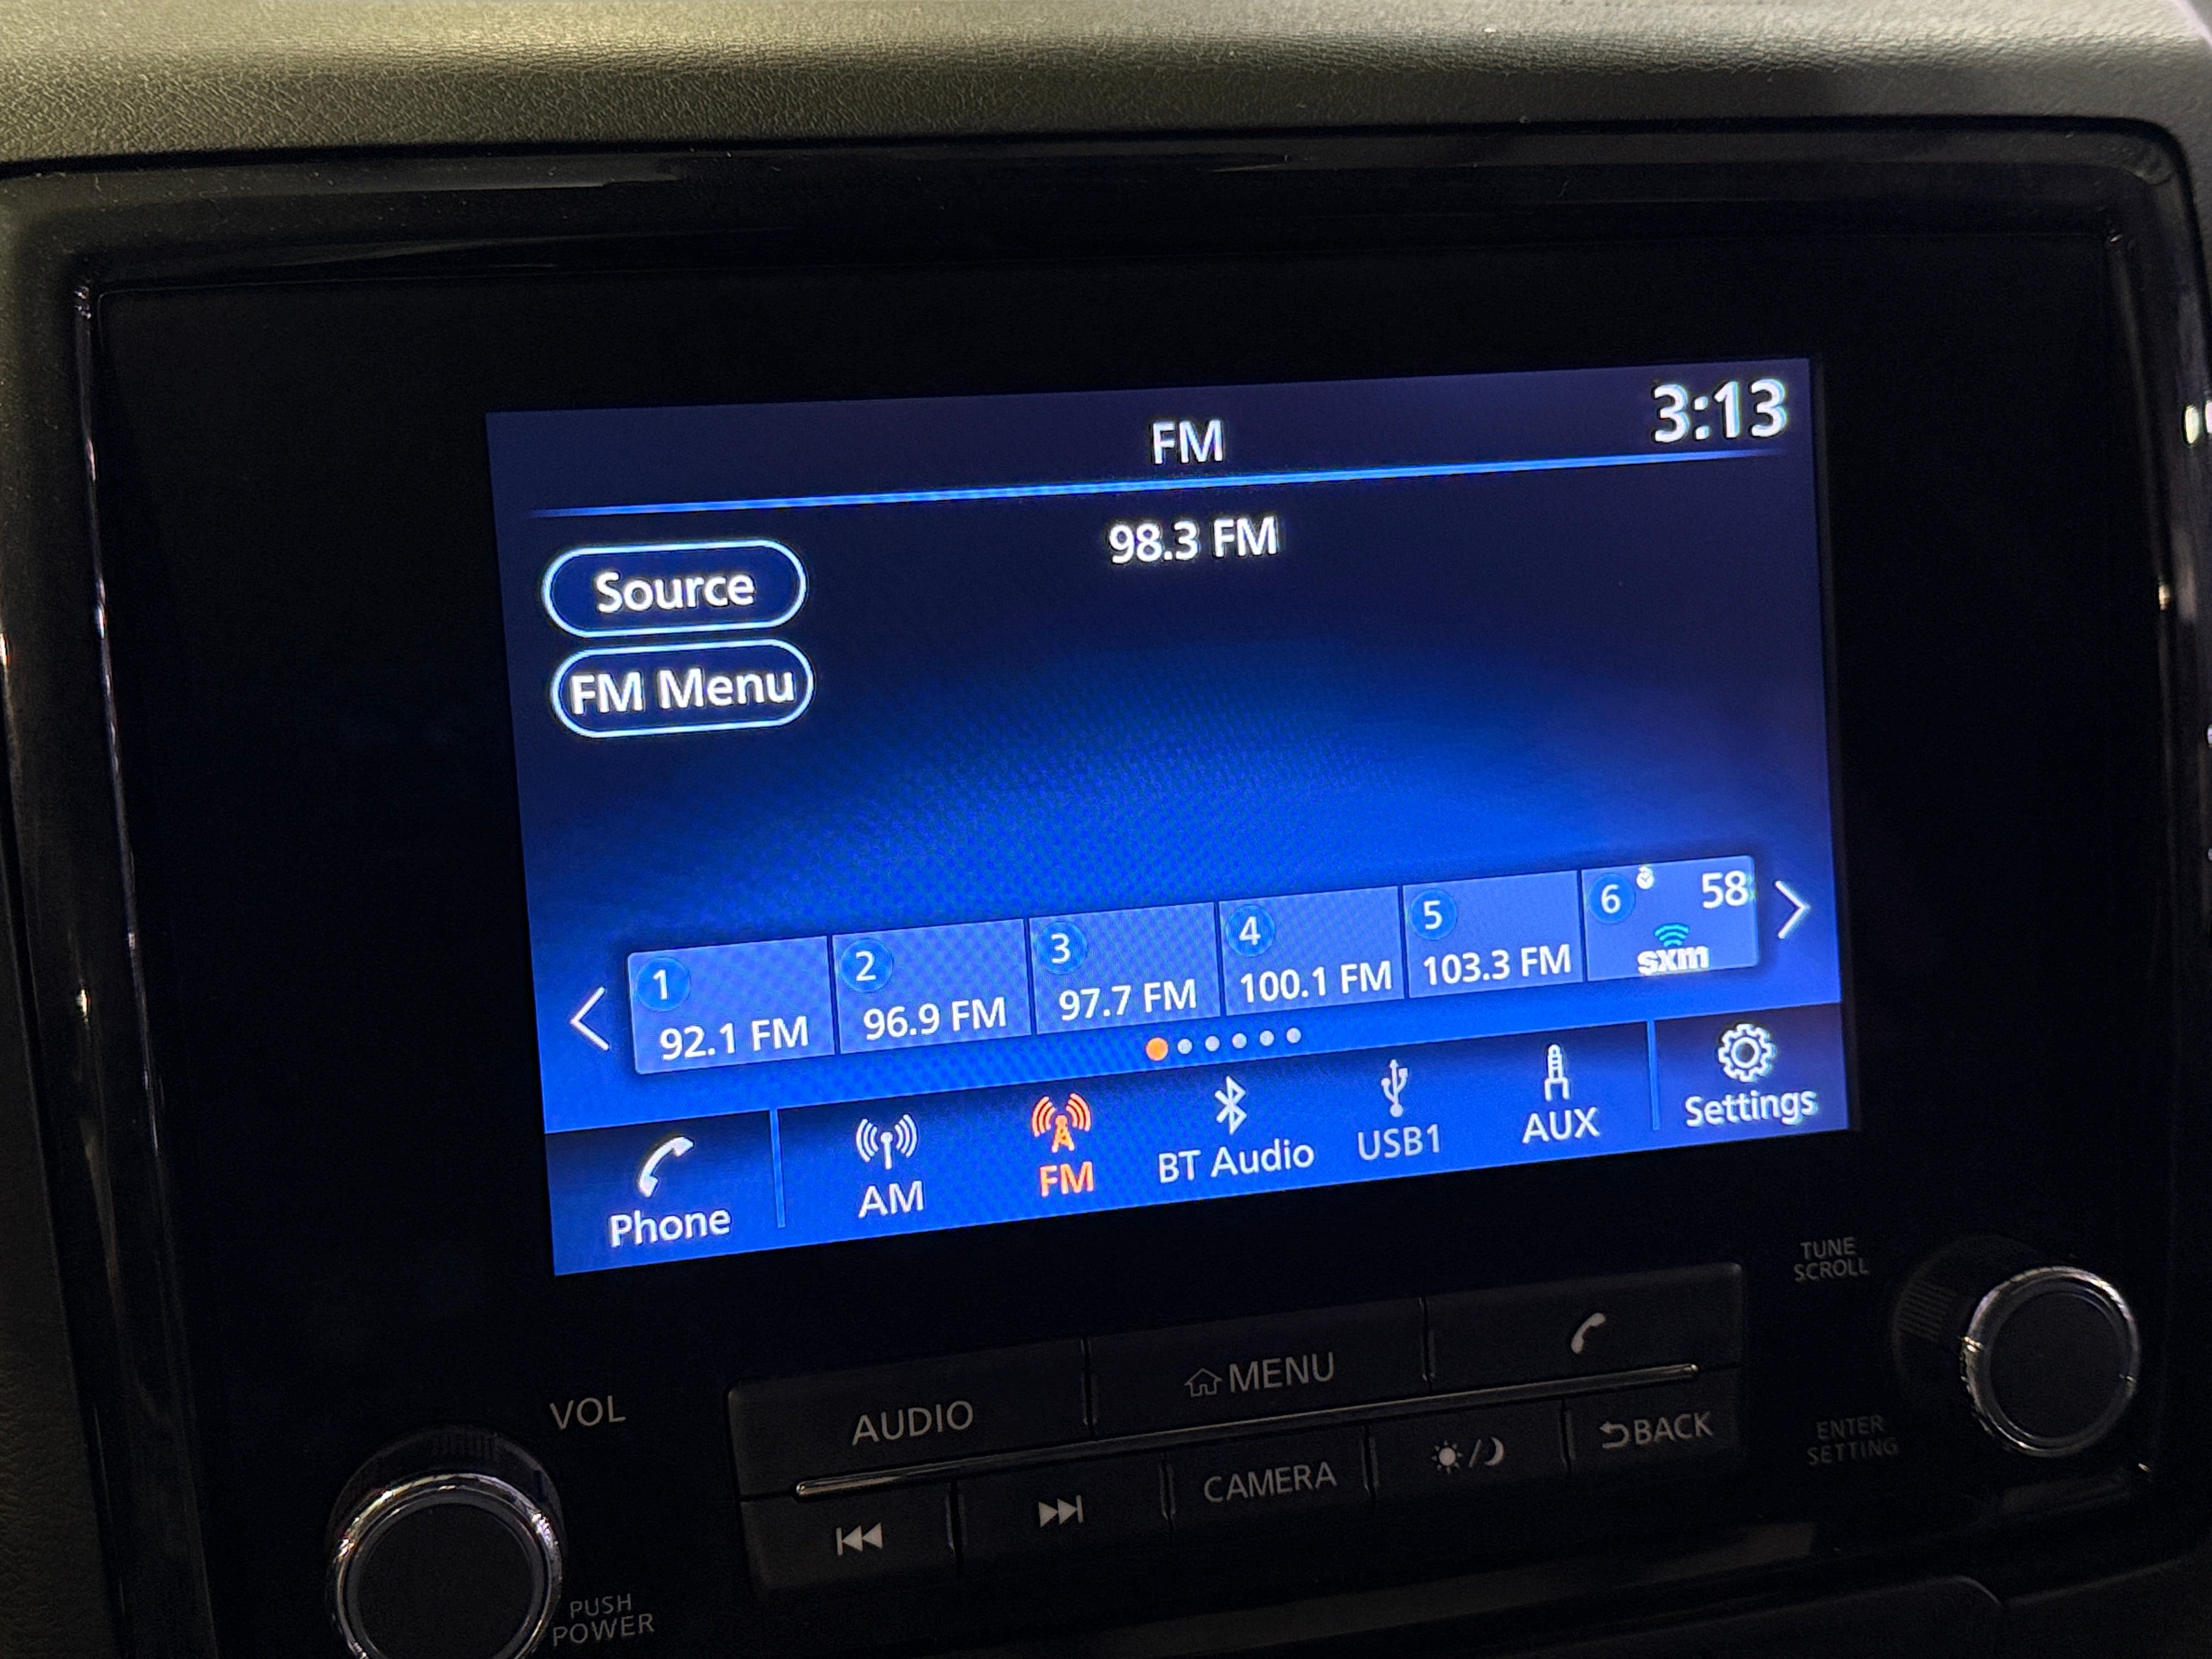 FM
3:13
98.3 FM
Source
FM Menu
1
92.1 FM
2
96.9 FM
3
97.7 FM
4
100.1 FM
5
103.3 FM
6
58
sxm
Phone
AM
FM
BT Audio
USB1
AUX
Settings
TUNE
SCROLL
VOL
AUDIO
MENU
CAMERA
BACK
ENTER
SETTING
PUSH
POWER